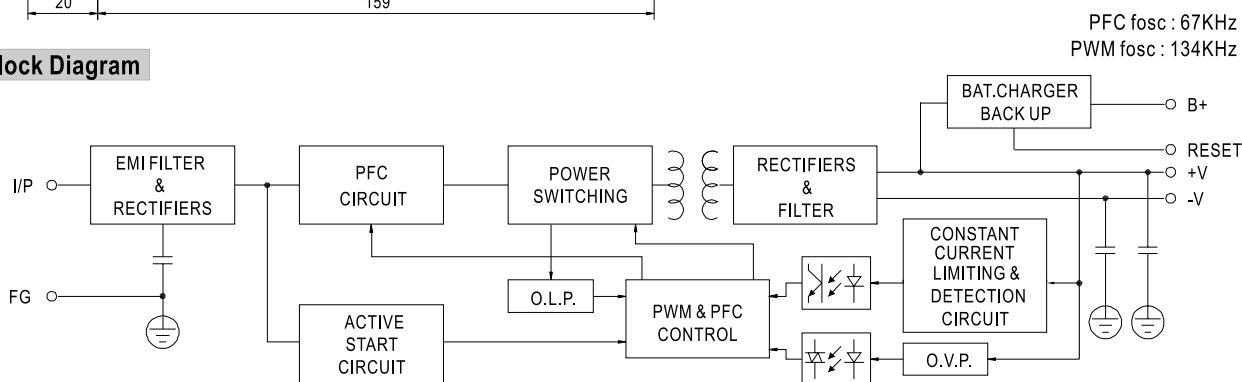 20
159
PFC fosc : 67KHz
PWM fosc : 134KHz
lock Diagram
BAT.CHARGER
BACK UP
B+
RESET
+V
-V
I/P
EMI FILTER
&
RECTIFIERS
PFC
CIRCUIT
POWER
SWITCHING
RECTIFIERS
&
FILTER
CONSTANT
CURRENT
LIMITING &
DETECTION
CIRCUIT
FG
O.L.P.
PWM & PFC
CONTROL
ACTIVE
START
CIRCUIT
O.V.P.